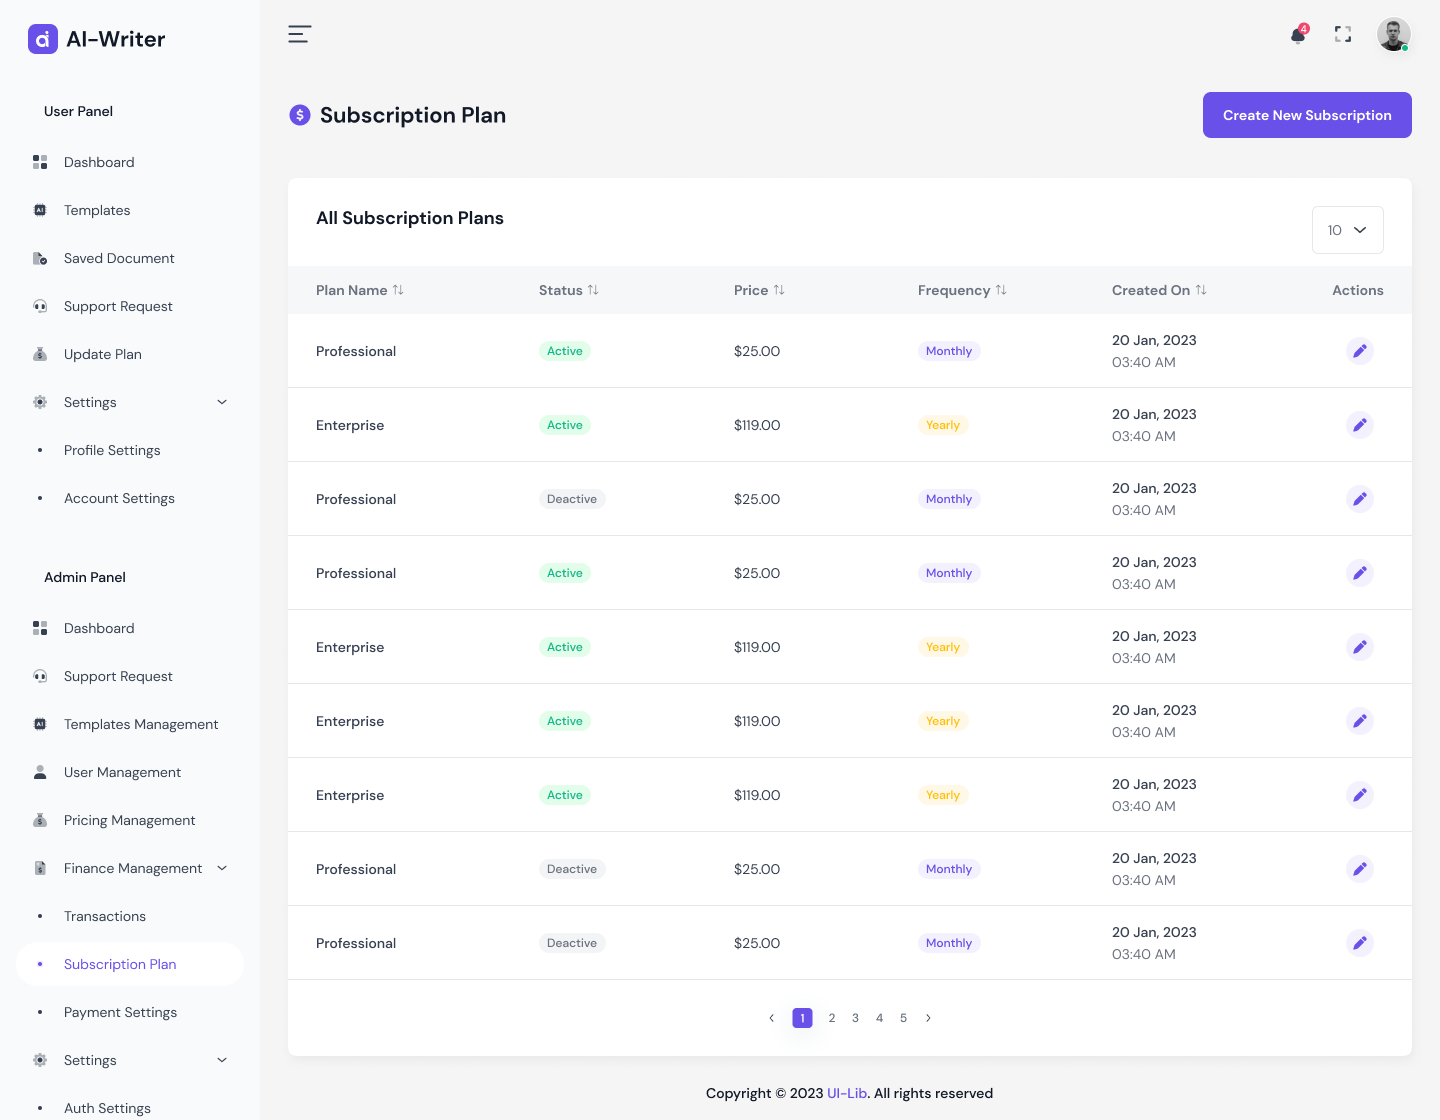 AI-Writer
User Panel
Dashboard
Templates
Saved Document
Support Request
Update Plan
Settings
• Profile Settings
• Account Settings
Admin Panel
Dashboard
Support Request
Templates Management
User Management
Pricing Management
Finance Management
• Transactions
• Subscription Plan
• Payment Settings
Settings
• Auth Settings
4
Subscription Plan
Create New Subscription
All Subscription Plans
10
Plan Name Status Price Frequency Created On Actions
Professional Active $25.00 Monthly 20 Jan, 2023
03:40 AM
Enterprise Active $119.00 Yearly 20 Jan, 2023
03:40 AM
Professional Deactive $25.00 Monthly 20 Jan, 2023
03:40 AM
Professional Active $25.00 Monthly 20 Jan, 2023
03:40 AM
Enterprise Active $119.00 Yearly 20 Jan, 2023
03:40 AM
Enterprise Active $119.00 Yearly 20 Jan, 2023
03:40 AM
Enterprise Active $119.00 Yearly 20 Jan, 2023
03:40 AM
Professional Deactive $25.00 Monthly 20 Jan, 2023
03:40 AM
Professional Deactive $25.00 Monthly 20 Jan, 2023
03:40 AM
‹ 1 2 3 4 5 ›
Copyright © 2023 UI-Lib. All rights reserved